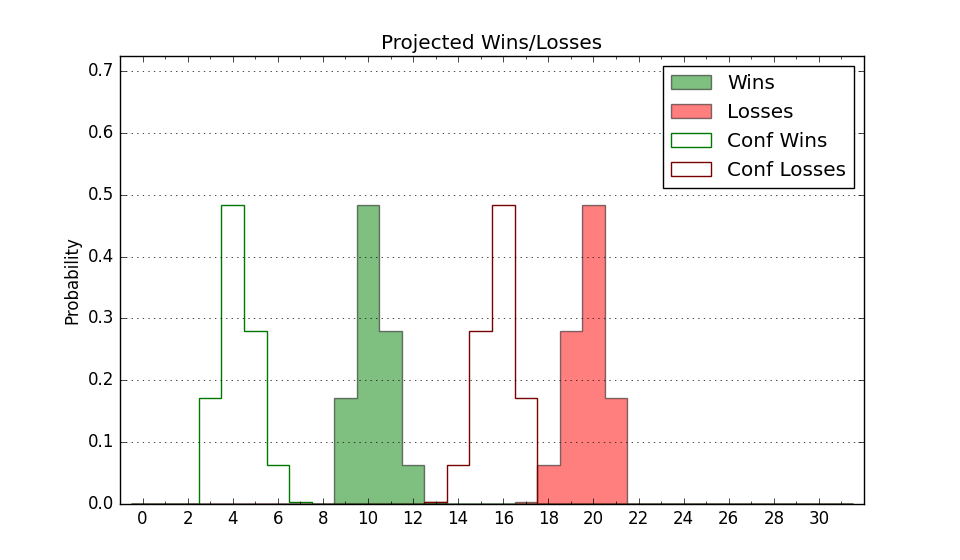 Projected Wins/Losses
Probability
0.7
0.6
0.5
0.4
0.3
0.2
0.1
0.0
0 2 4 6 8 10 12 14 16 18 20 22 24 26 28 30
Wins
Losses
Conf Wins
Conf Losses